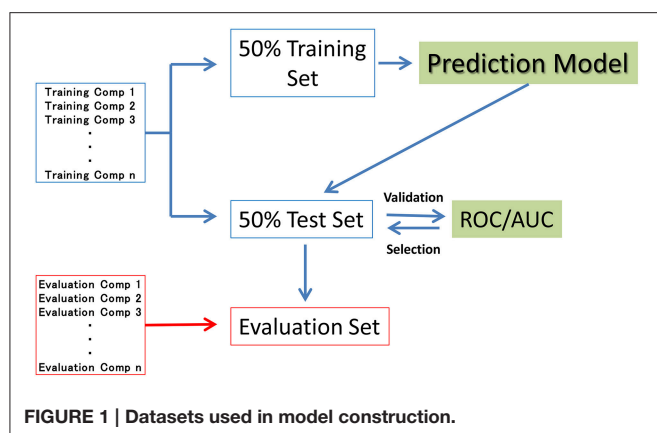 50% Training
Set
Prediction Model
Training Comp 1
Training Comp 2
Training Comp 3
.
.
.
Training Comp n
50% Test Set
Validation
Selection
ROC/AUC
Evaluation Comp 1
Evaluation Comp 2
Evaluation Comp 3
.
.
.
Evaluation Comp n
Evaluation Set
FIGURE 1 | Datasets used in model construction.